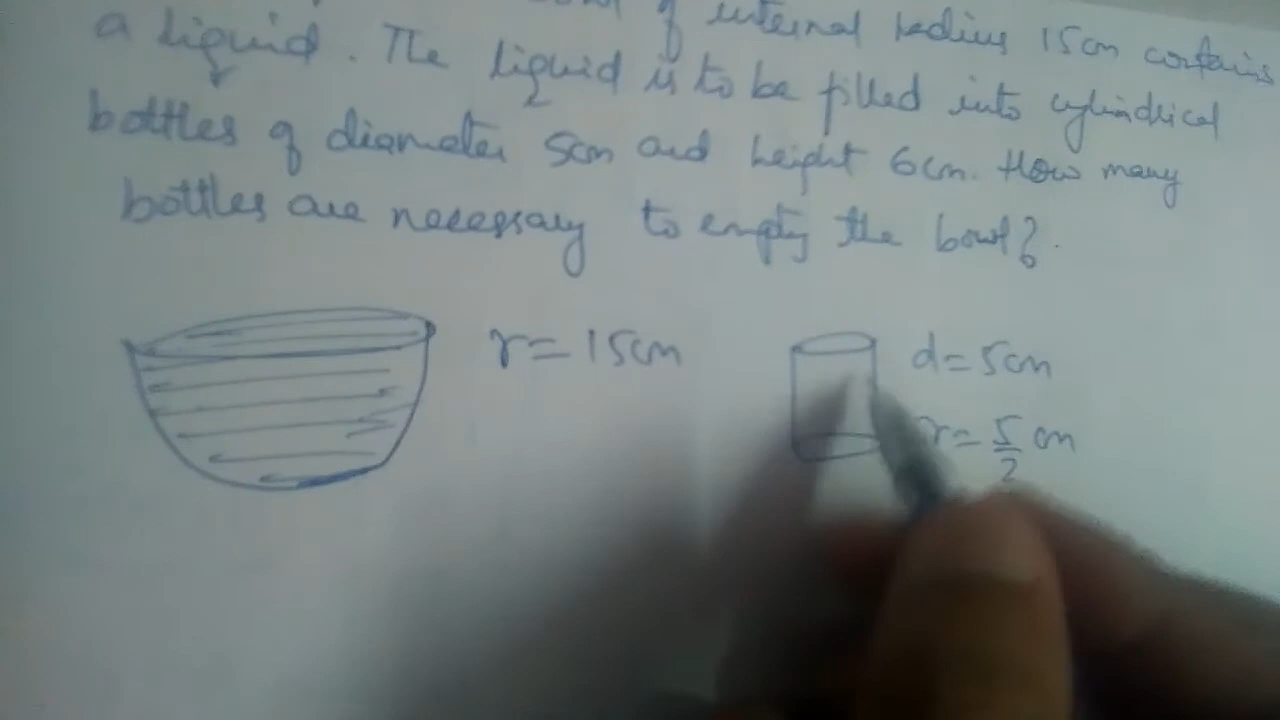 of internal radius 15cm contains
a liquid. The liquid is to be filled into cylindrical
bottles of diameter 5cm and height 6cm. How many
bottles are necessary to empty the bowl?
r=15cm
d=5cm
r=5/2 cm